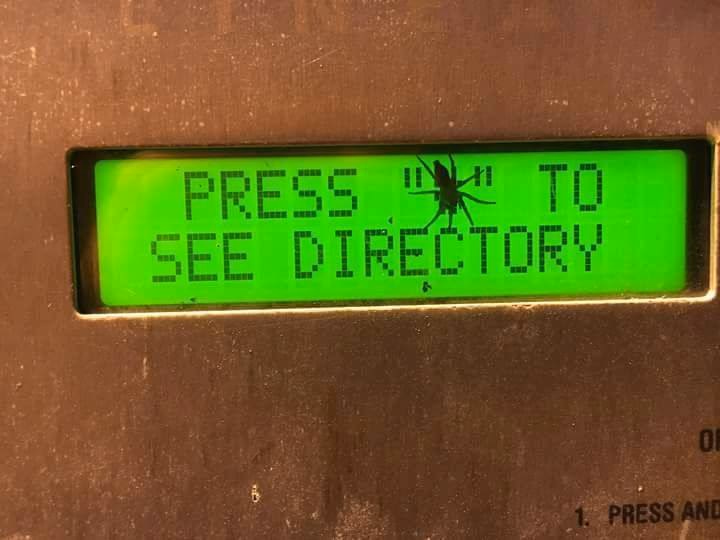 PRESS " " TO
SEE DIRECTORY
1. PRESS AND